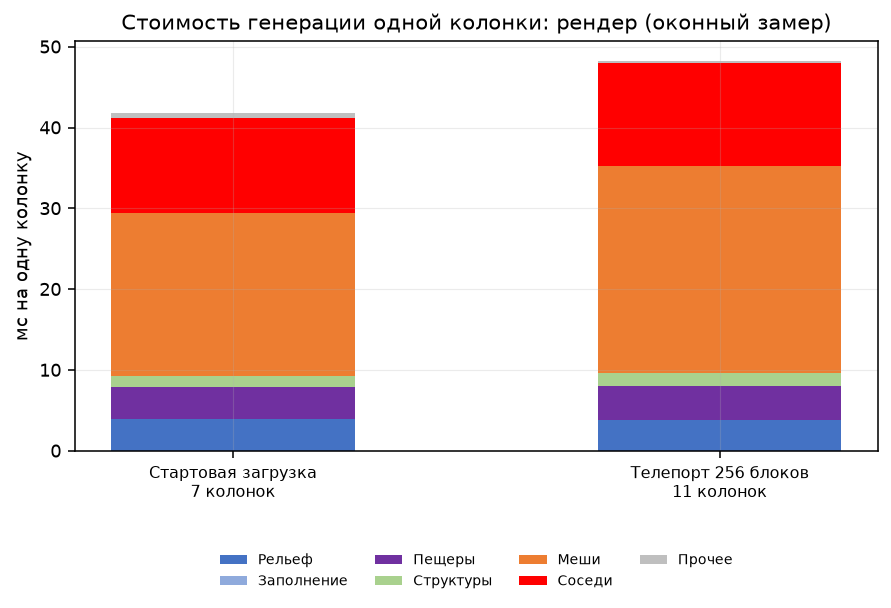 Стоимость генерации одной колонки: рендер (оконный замер)
мс на одну колонку
50
40
30
20
10
0
Стартовая загрузка
7 колонок
Телепорт 256 блоков
11 колонок
Рельеф
Пещеры
Меши
Прочее
Заполнение
Структуры
Соседи